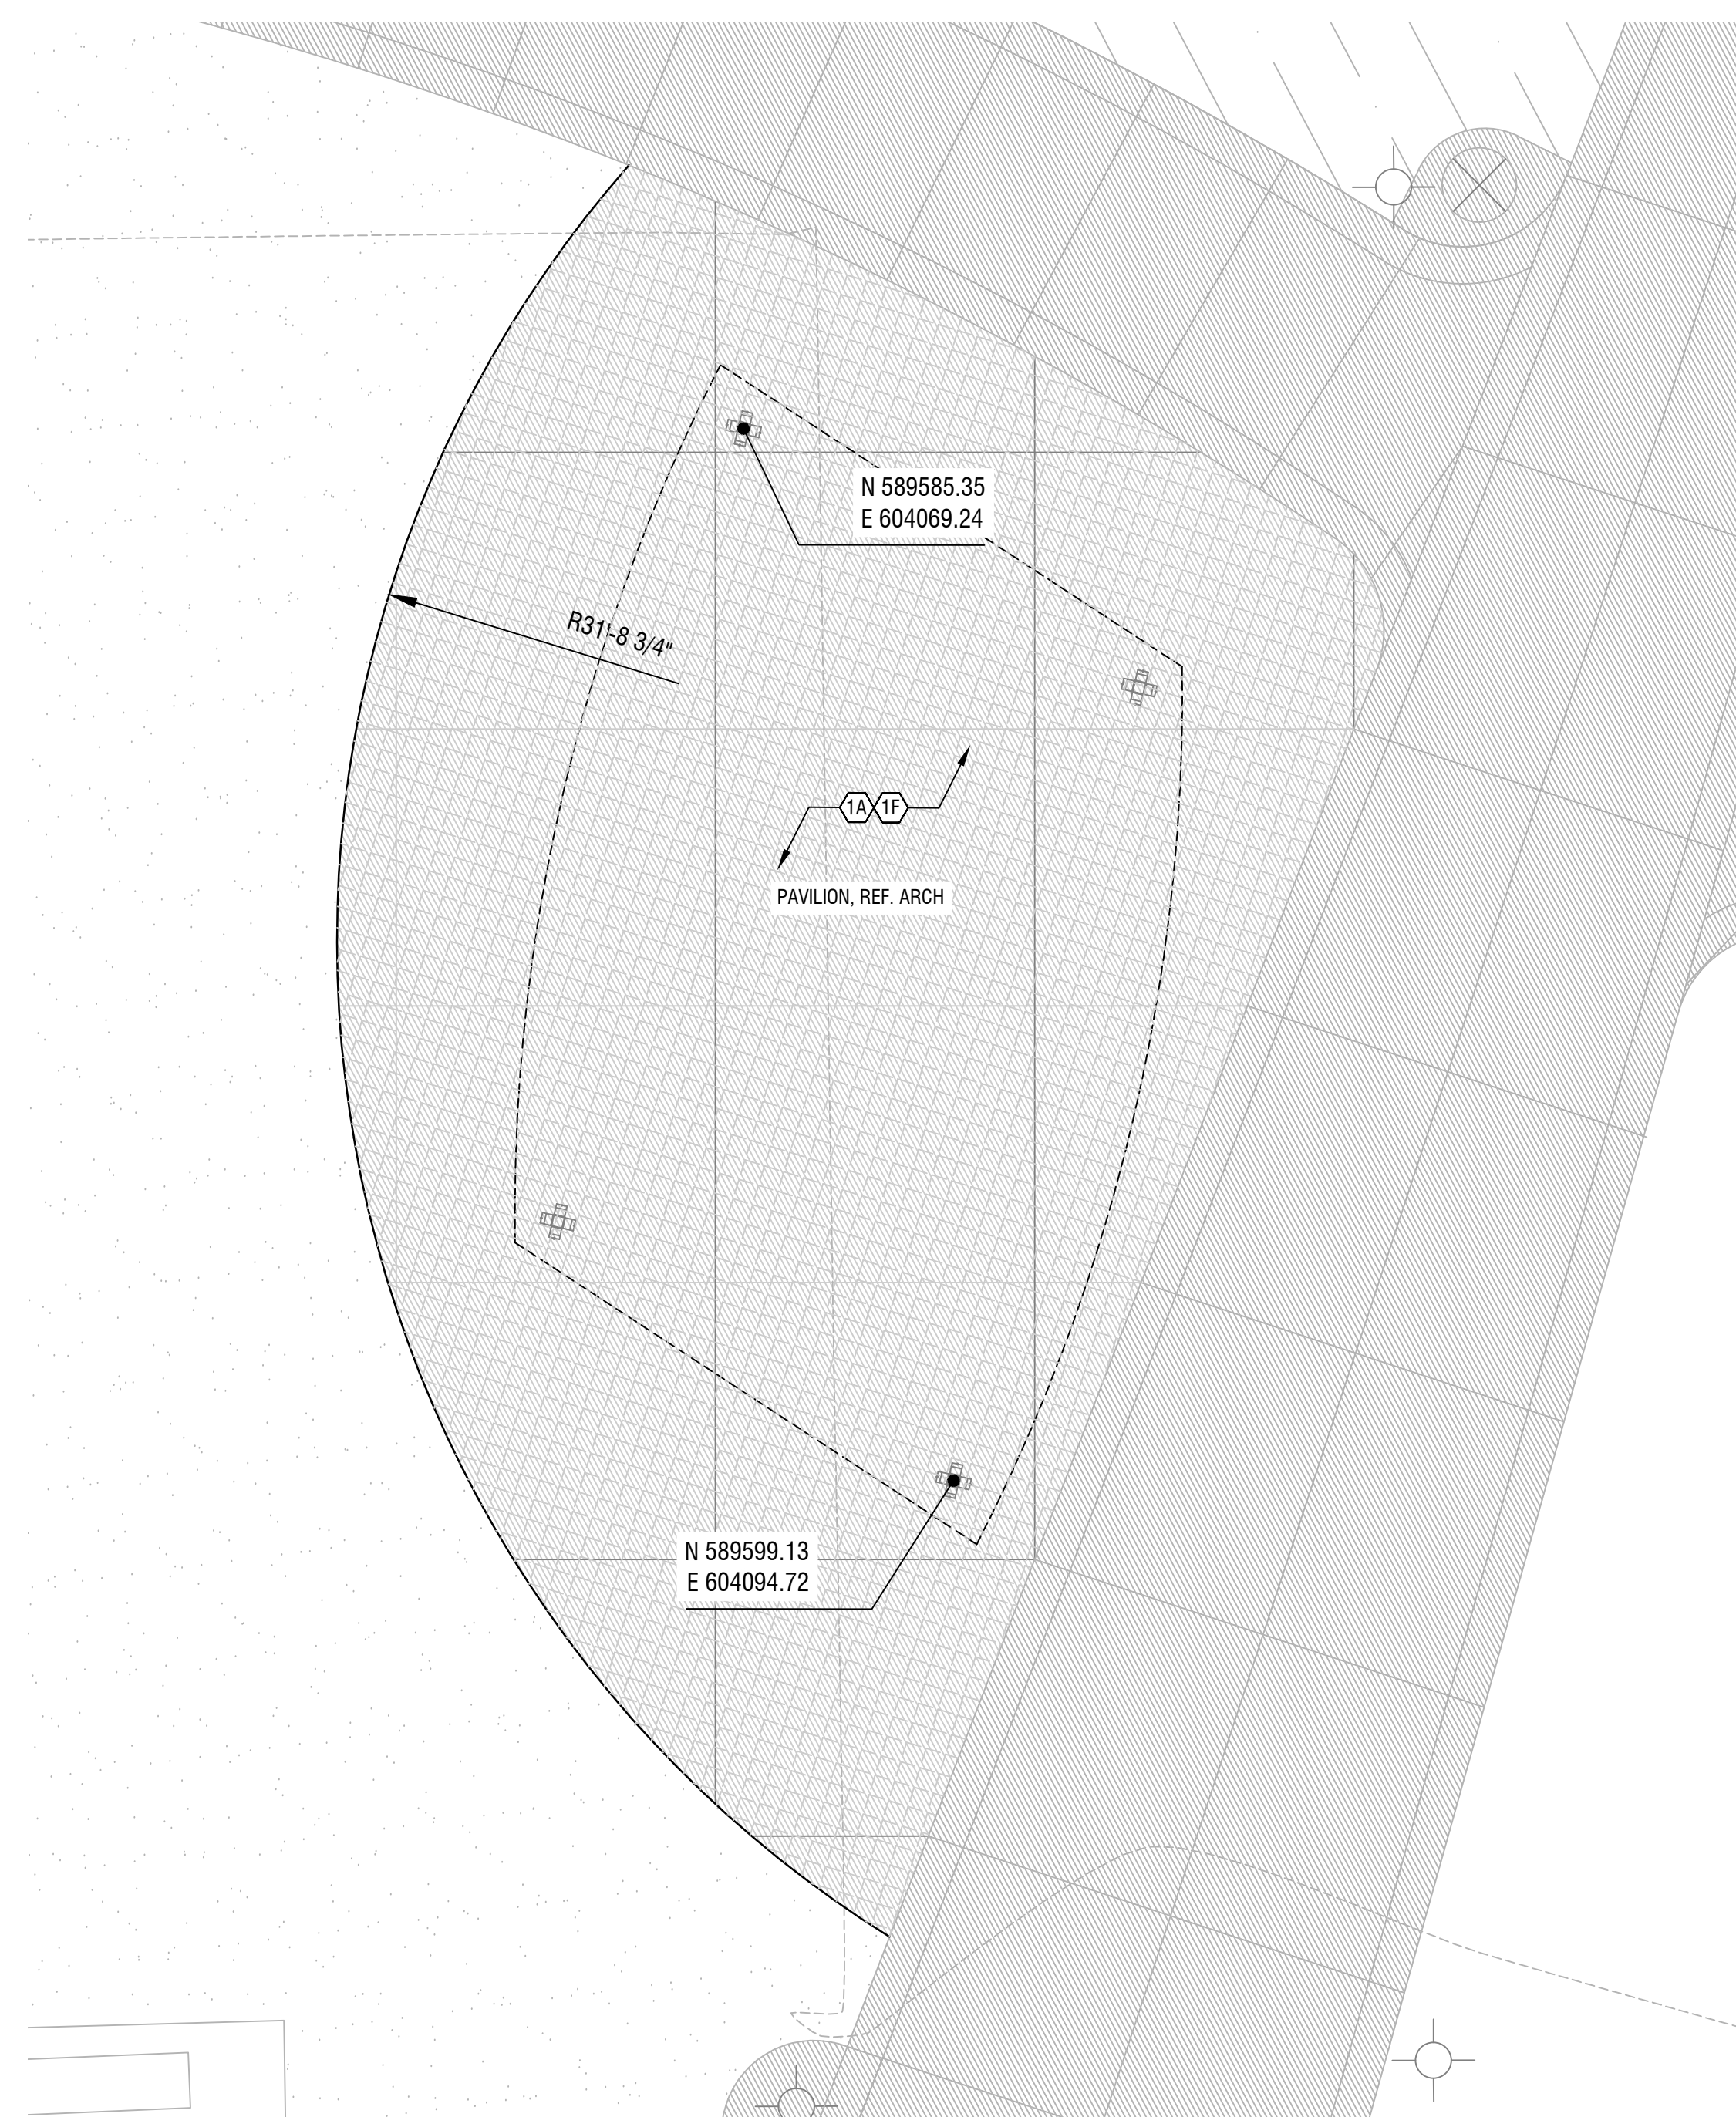 N 589585.35
E 604069.24
R31'-8 3/4"
1A 1F
PAVILION, REF. ARCH
N 589599.13
E 604094.72